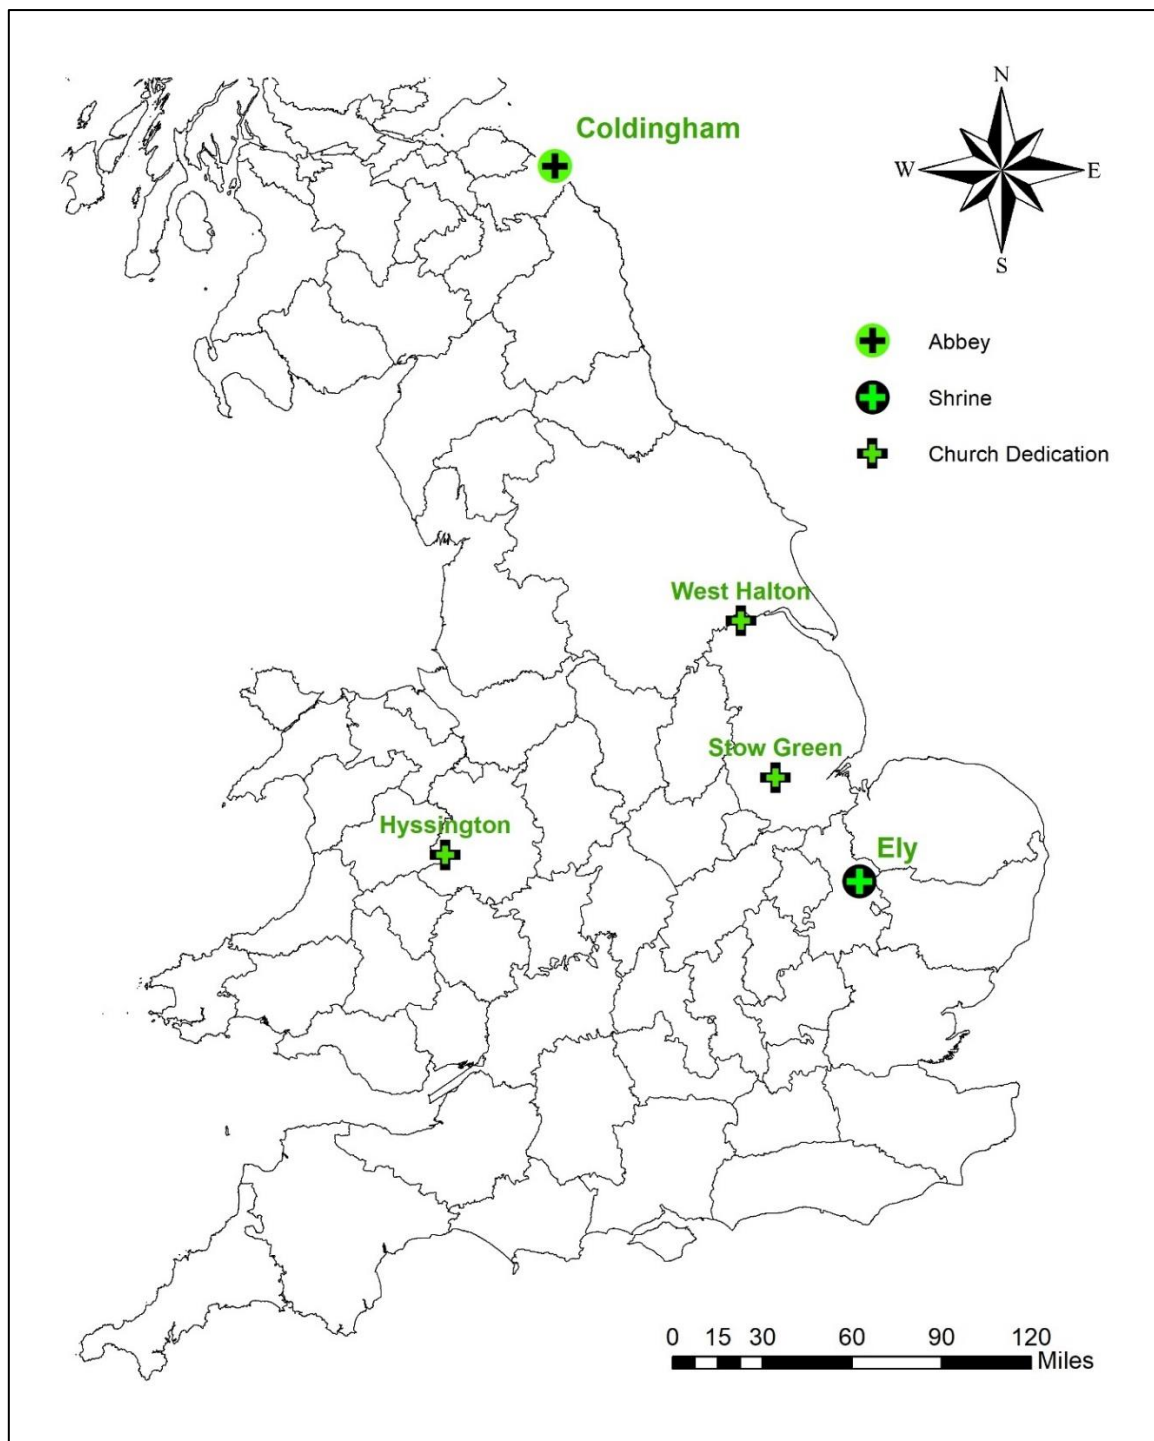 N
Coldingham
W E
S
Abbey
Shrine
Church Dedication
West Halton
Stow Green
Hyssington
Ely
0 15 30 60 90 120
Miles